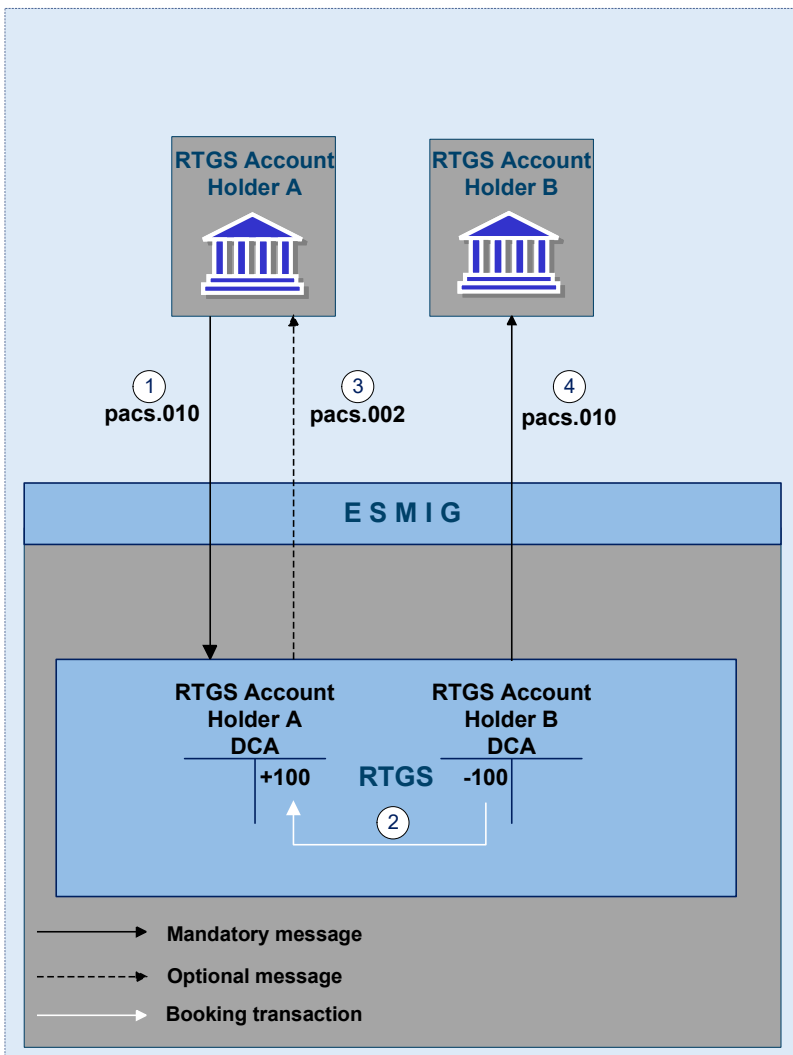 RTGS Account
Holder A
RTGS Account
Holder B
1
pacs.010
3
pacs.002
4
pacs.010
E S M I G
RTGS Account
Holder A
DCA
RTGS Account
Holder B
DCA
+100
RTGS
-100
2
Mandatory message
Optional message
Booking transaction